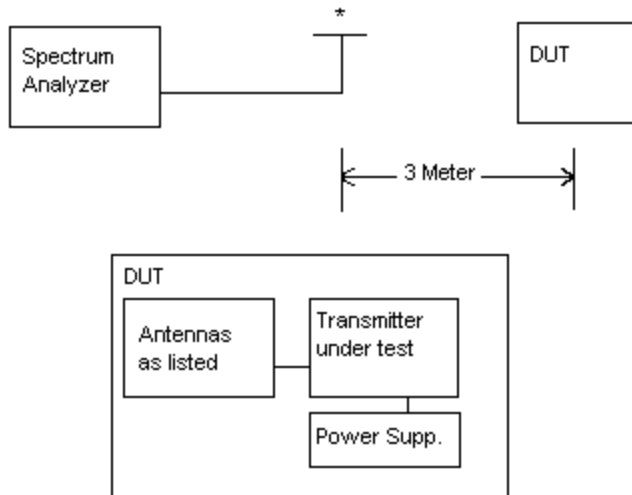 *
Spectrum
Analyzer
DUT
3 Meter
DUT
Antennas
as listed
Transmitter
under test
Power Supp.